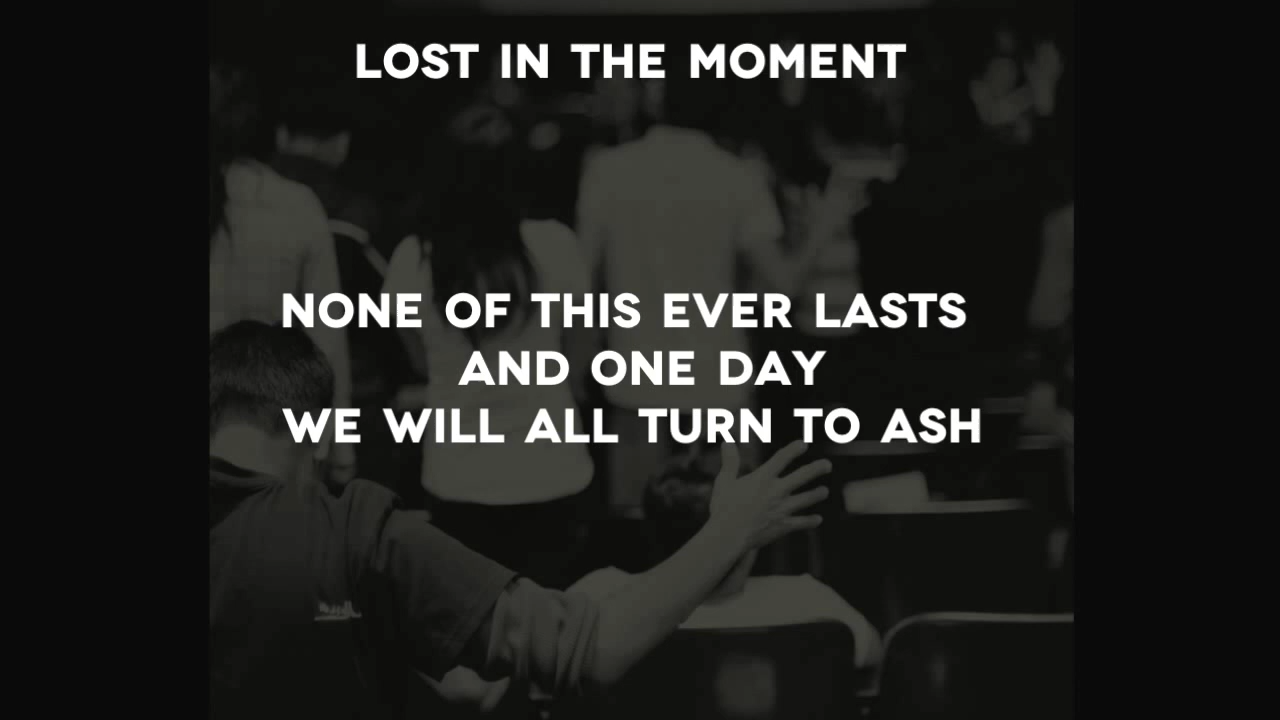 LOST IN THE MOMENT
NONE OF THIS EVER LASTS
AND ONE DAY
WE WILL ALL TURN TO ASH